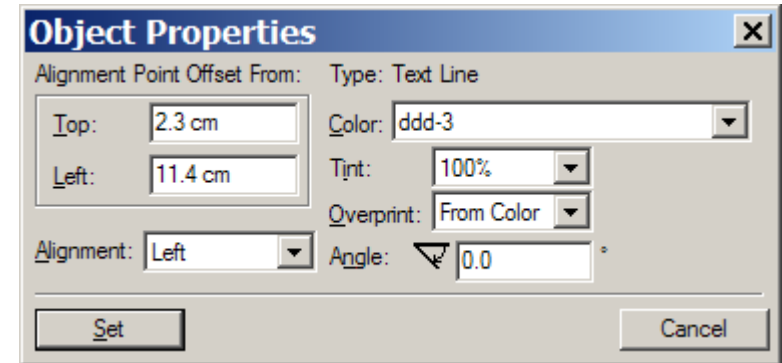 Object Properties
Alignment Point Offset From:
Type: Text Line
Top: 2.3 cm
Color: ddd-3
Left: 11.4 cm
Tint: 100%
Overprint: From Color
Alignment: Left
Angle: 0.0 °
Set
Cancel